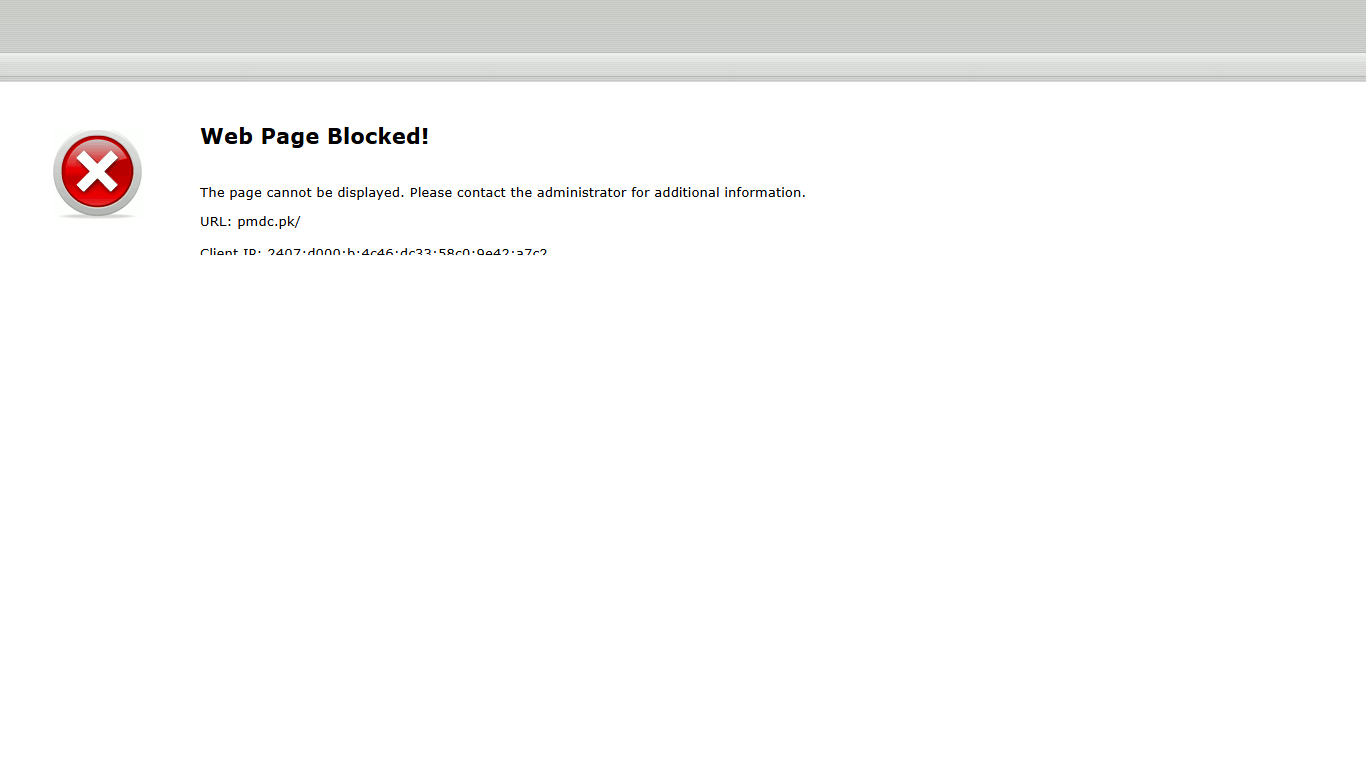 Web Page Blocked!
The page cannot be displayed. Please contact the administrator for additional information.
URL: pmdc.pk/
Client IP: 2407:d000:b:4c46:dc33:58c0:9e42:a7c2